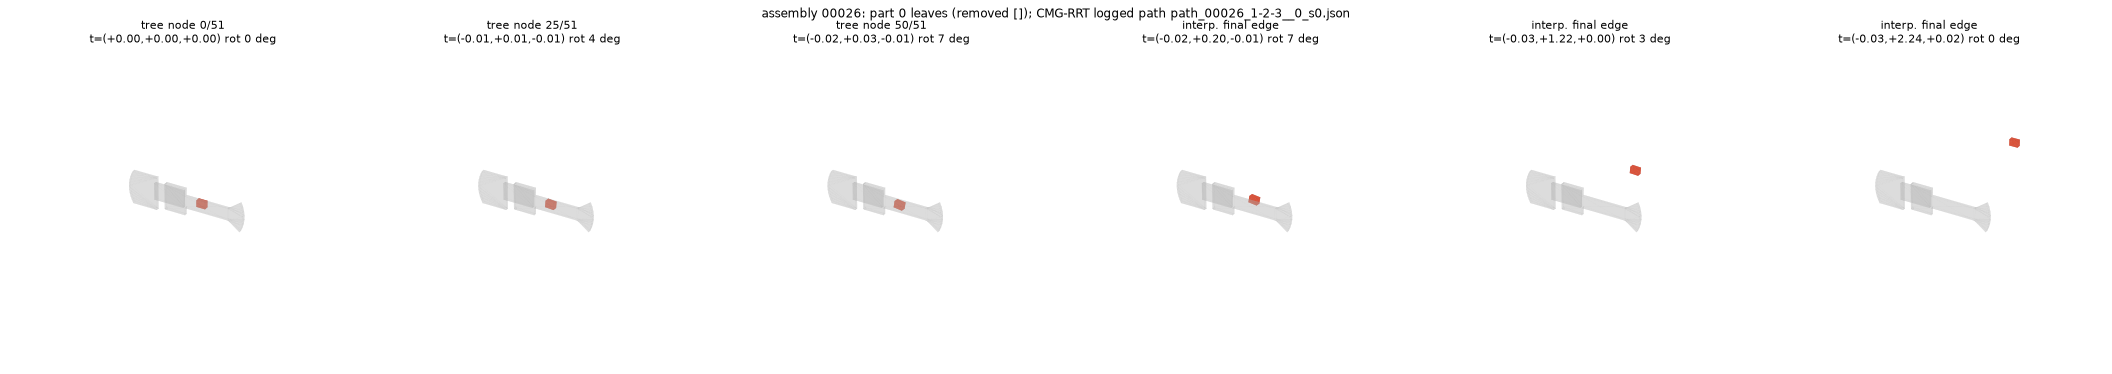 assembly 00026: part 0 leaves (removed []); CMG-RRT logged path path_00026_1-2-3__0_s0.json
tree node 0/51
t=(+0.00,+0.00,+0.00) rot 0 deg
tree node 25/51
t=(-0.01,+0.01,-0.01) rot 4 deg
tree node 50/51
t=(-0.02,+0.03,-0.01) rot 7 deg
interp. final edge
t=(-0.02,+0.20,-0.01) rot 7 deg
interp. final edge
t=(-0.03,+1.22,+0.00) rot 3 deg
interp. final edge
t=(-0.03,+2.24,+0.02) rot 0 deg